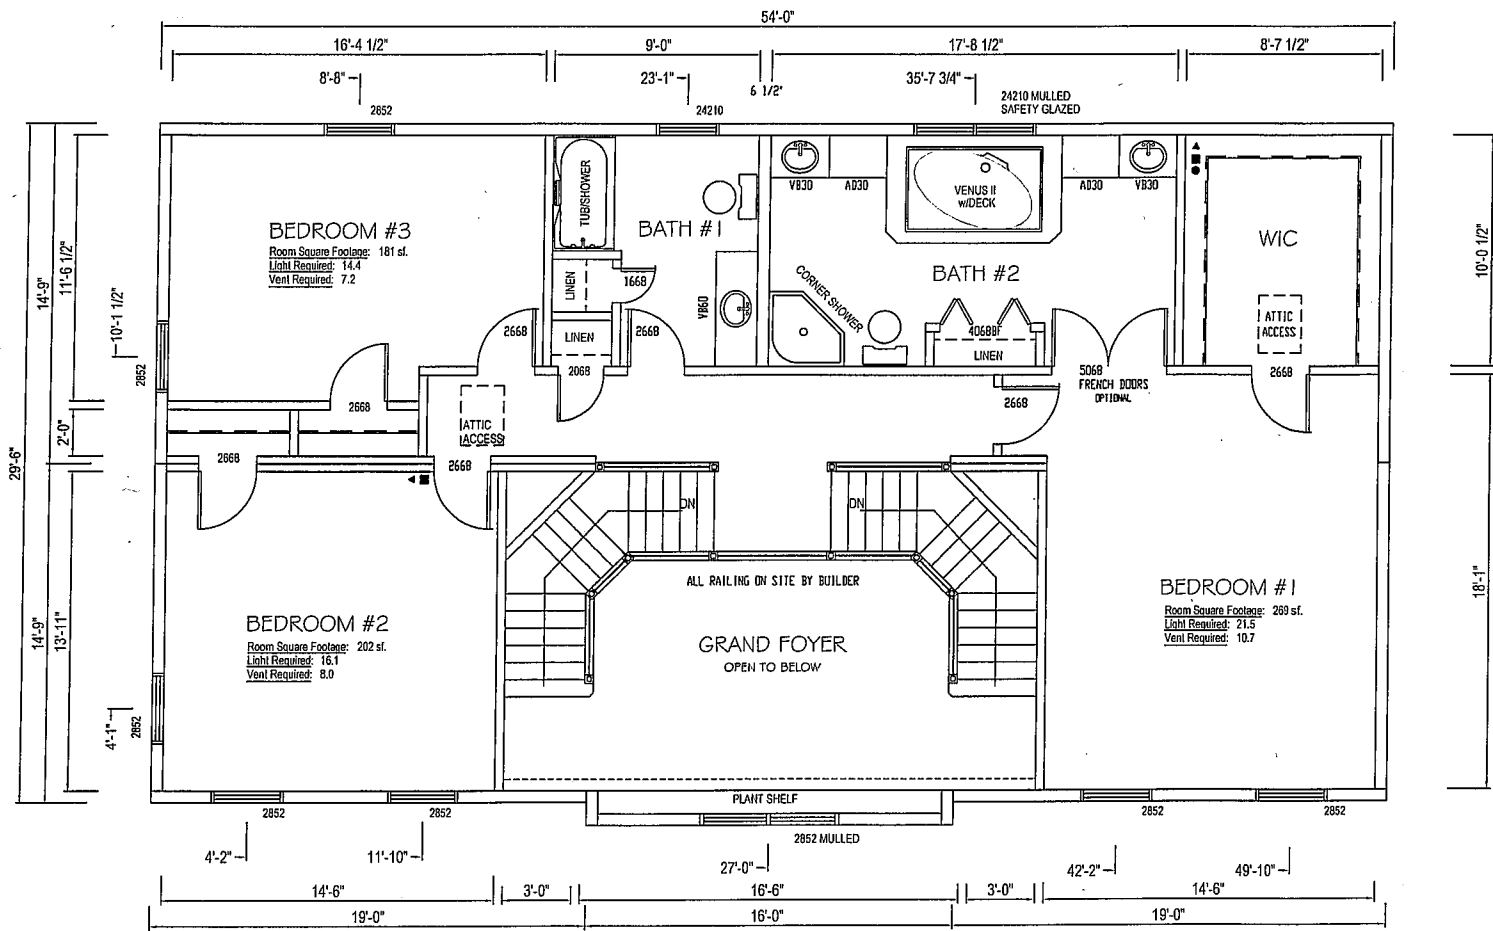 54'-0"
16'-4 1/2"
9'-0"
17'-8 1/2"
8'-7 1/2"
8'-8"
23'-1"
6 1/2"
35'-7 3/4"
24210 MULLED
SAFETY GLAZED
2852
24210
VB30
AD30
VENUS II
w/DECK
AD30
VB30
TUB/SHOWER
BEDROOM #3
Room Square Footage: 181 sf.
Light Required: 14.4
Vent Required: 7.2
BATH #1
WIC
BATH #2
LINEN
1668
VB60
CORNER SHOWER
ATTIC
ACCESS
2668
LINEN
2668
4068BF
LINEN
2068
5068
FRENCH DOORS
OPTIONAL
2668
2668
2668
ATTIC
ACCESS
2668
2668
DN
DN
14'-9"
11'-6 1/2"
10'-1 1/2"
2852
2'-0"
29'-6"
14'-9"
13'-11"
4'-1"
2852
10'-0 1/2"
18'-1"
ALL RAILING ON SITE BY BUILDER
BEDROOM #1
Room Square Footage: 269 sf.
Light Required: 21.5
Vent Required: 10.7
BEDROOM #2
Room Square Footage: 202 sf.
Light Required: 16.1
Vent Required: 8.0
GRAND FOYER
OPEN TO BELOW
PLANT SHELF
2852
2852
2852 MULLED
2852
2852
4'-2"
11'-10"
27'-0"
42'-2"
49'-10"
14'-6"
3'-0"
16'-6"
3'-0"
14'-6"
19'-0"
16'-0"
19'-0"